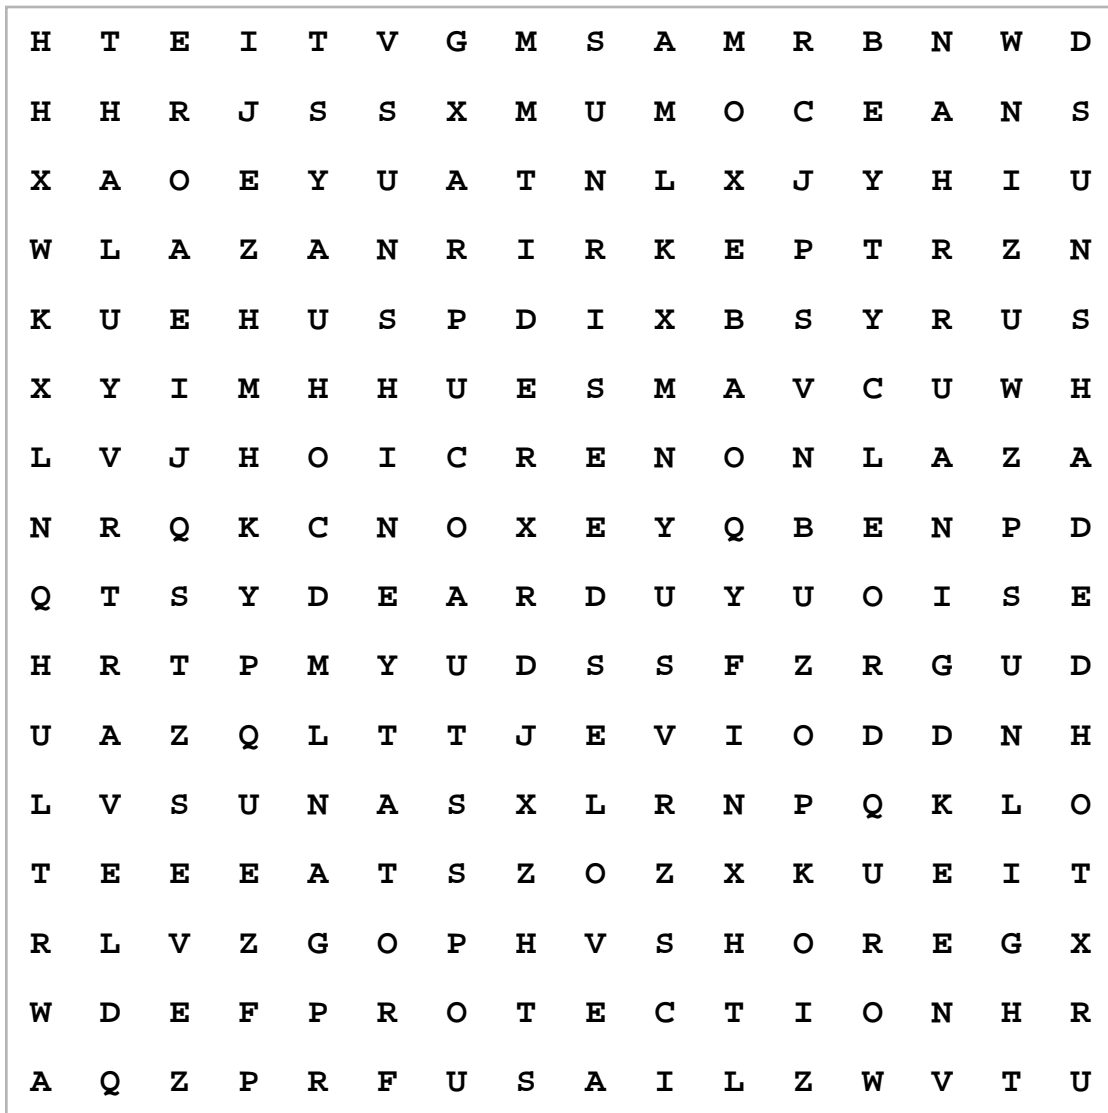 H T E I T V G M S A M R B N W D
H H R J S S X M U M O C E A N S
X A O E Y U A T N L X J Y H I U
W L A Z A N R I R K E P T R Z N
K U E H U S P D I X B S Y R U S
X Y I M H H U E S M A V C U W H
L V J H O I C R E N O N L A Z A
N R Q K C N O X E Y Q B E N P D
Q T S Y D E A R D U Y U O I S E
H R T P M Y U D S S F Z R G U D
U A Z Q L T T J E V I O D D N H
L V S U N A S X L R N P Q K L O
T E E E A T S Z O Z X K U E I T
R L V Z G O P H V S H O R E G X
W D E F P R O T E C T I O N H R
A Q Z P R F U S A I L Z W V T U